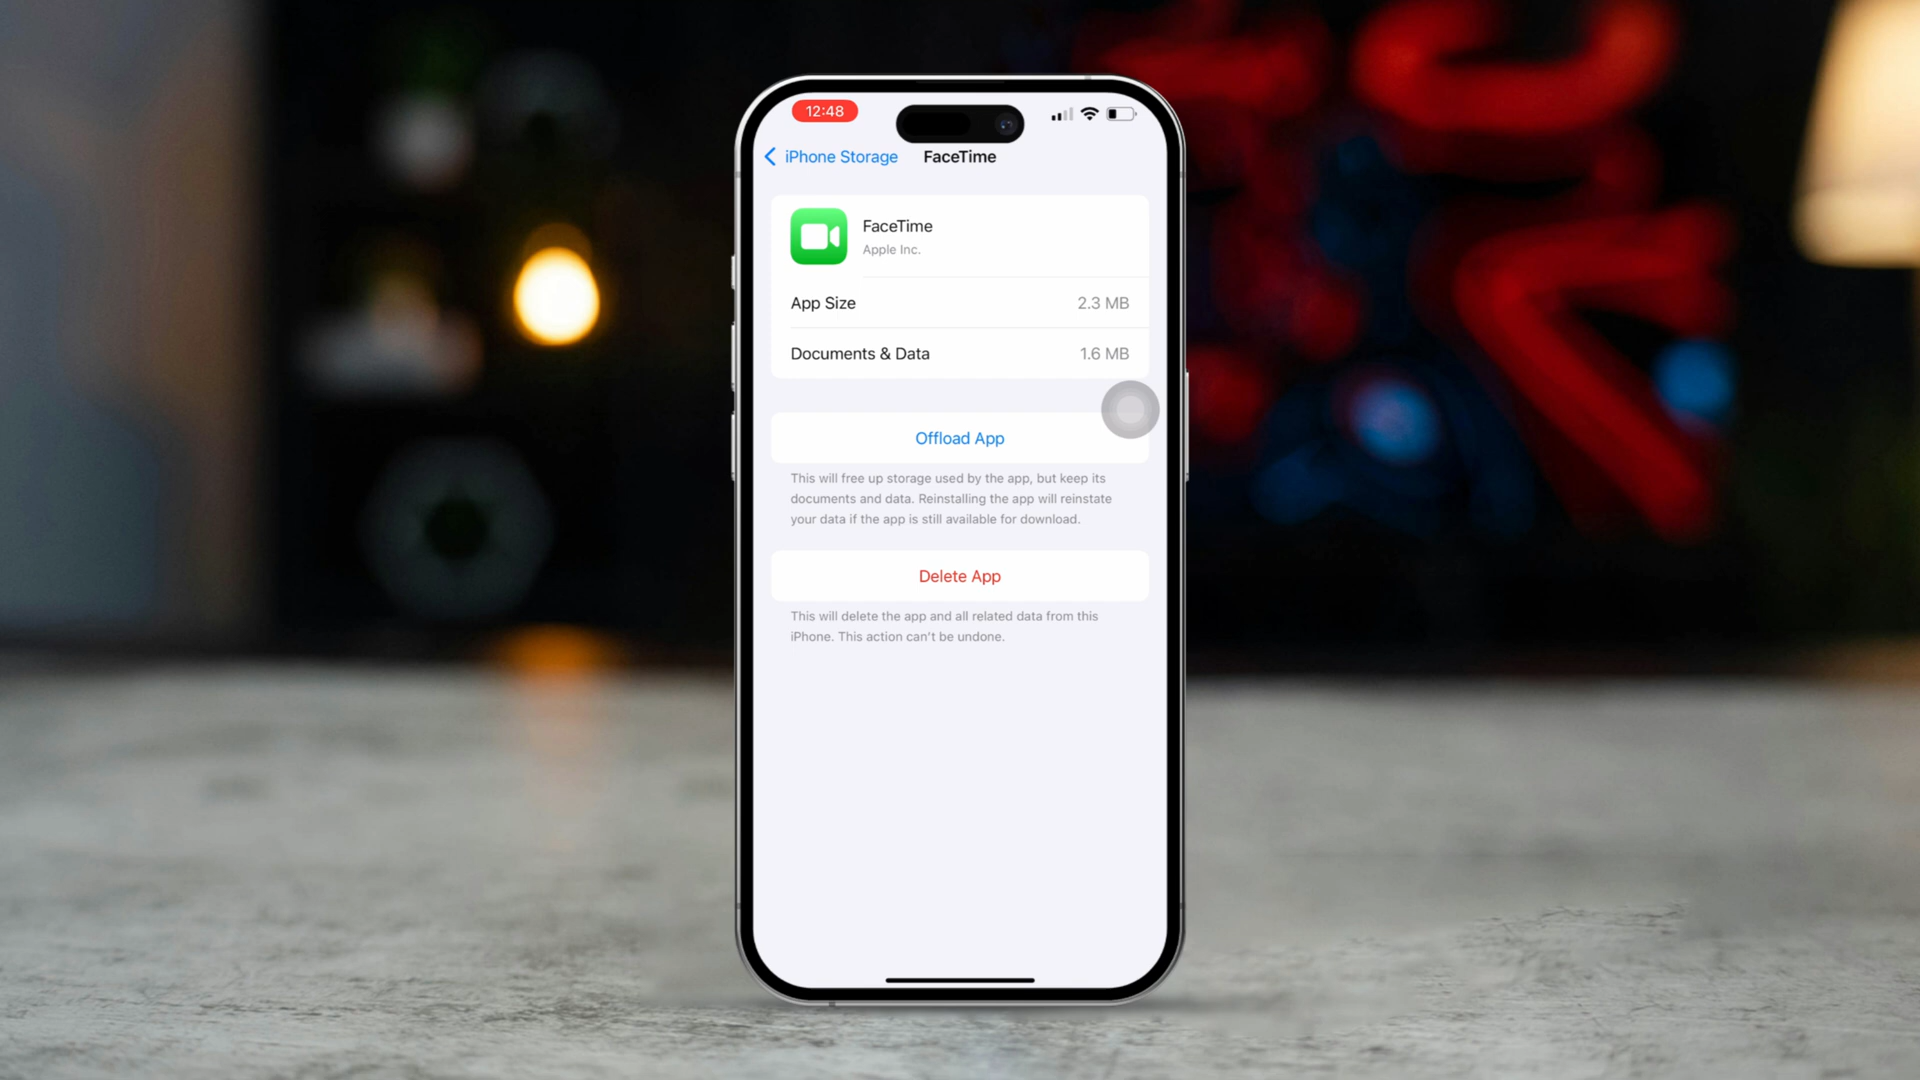 12:48
iPhone Storage
FaceTime
FaceTime
Apple Inc.
App Size
2.3 MB
Documents & Data
1.6 MB
Offload App
This will free up storage used by the app, but keep its
documents and data. Reinstalling the app will reinstate
your data if the app is still available for download.
Delete App
This will delete the app and all related data from this
iPhone. This action can't be undone.